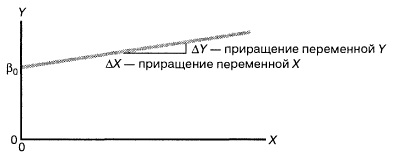 Y
ΔY — приращение переменной Y
ΔX — приращение переменной X
β₀
0
X
0